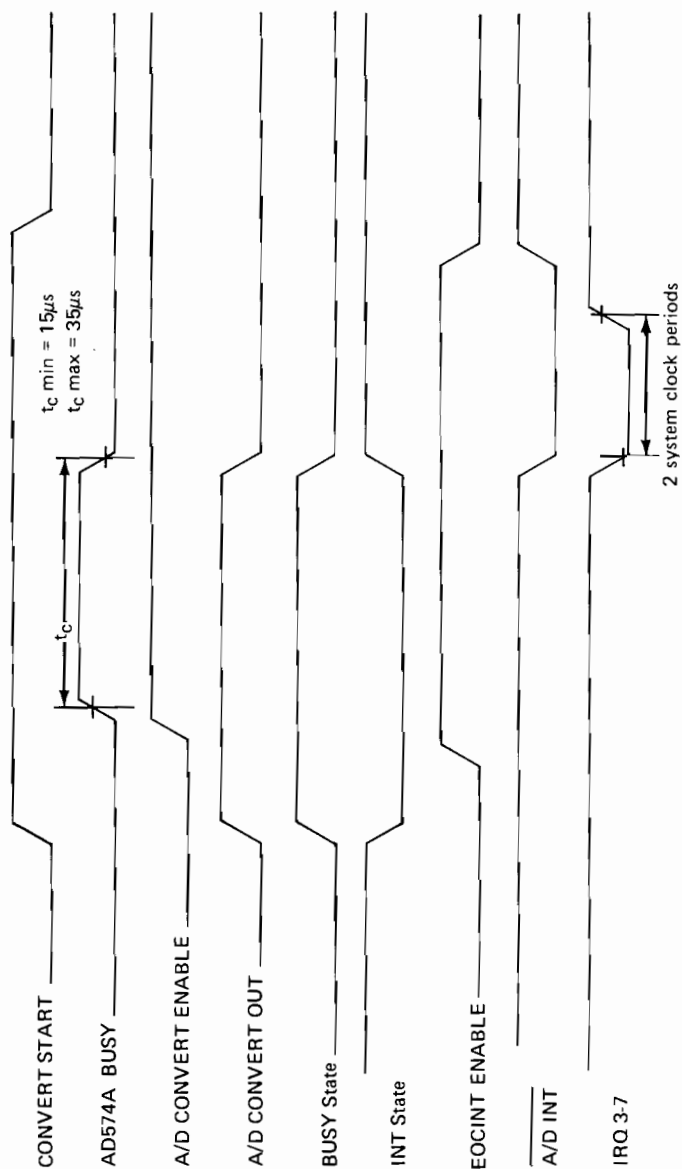 CONVERT START
t_c min = 15μs
t_c max = 35μs
t_c
AD574A BUSY
A/D CONVERT ENABLE
A/D CONVERT OUT
BUSY State
INT State
EOCINT ENABLE
A/D INT
IRQ 3-7
2 system clock periods